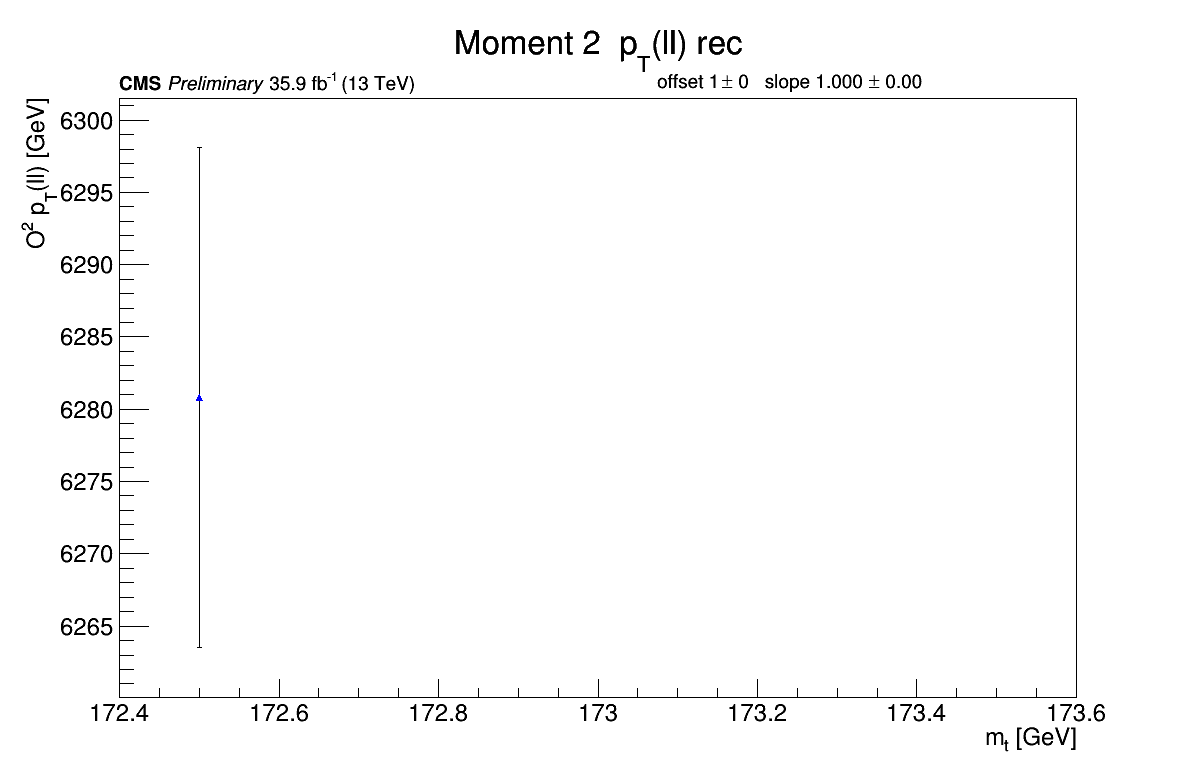 Moment 2 p_T(ll) rec
CMS Preliminary 35.9 fb⁻¹ (13 TeV)
offset 1± 0 slope 1.000 ± 0.00
O² p_T(ll) [GeV]
6300
6295
6290
6285
6280
6275
6270
6265
172.4 172.6 172.8 173 173.2 173.4 173.6
m_t [GeV]